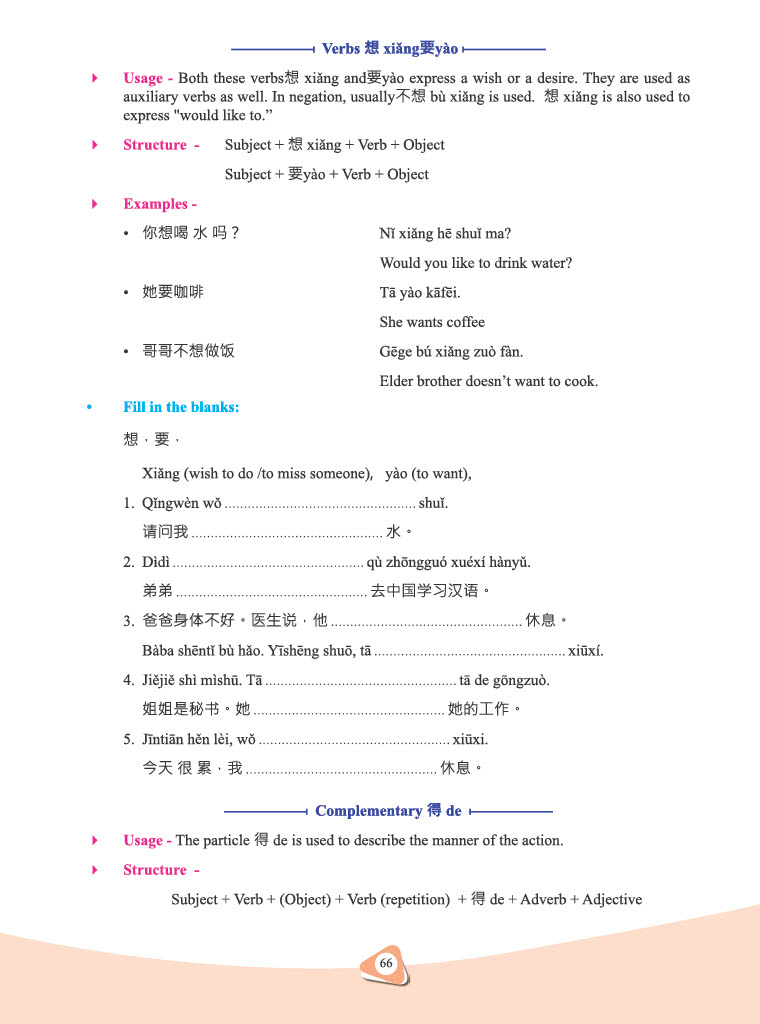 Verbs 想 xiǎng要yào
Usage - Both these verbs想 xiǎng and要yào express a wish or a desire. They are used as
auxiliary verbs as well. In negation, usually不想 bù xiǎng is used. 想 xiǎng is also used to
express "would like to.”
Structure - Subject + 想 xiǎng + Verb + Object
Subject + 要yào + Verb + Object
Examples -
• 你想喝 水 吗？ Nǐ xiǎng hē shuǐ ma?
Would you like to drink water?
• 她要咖啡 Tā yào kāfēi.
She wants coffee
• 哥哥不想做饭 Gēge bú xiǎng zuò fàn.
Elder brother doesn’t want to cook.
• Fill in the blanks:
想，要，
Xiǎng (wish to do /to miss someone), yào (to want),
1. Qǐngwèn wǒ .................................................. shuǐ.
请问我 .................................................. 水。
2. Dìdì .................................................. qù zhōngguó xuéxí hànyǔ.
弟弟 .................................................. 去中国学习汉语。
3. 爸爸身体不好。医生说，他 .................................................. 休息。
Bàba shēntǐ bù hǎo. Yīshēng shuō, tā .................................................. xiūxí.
4. Jiějiě shì mìshū. Tā .................................................. tā de gōngzuò.
姐姐是秘书。她 .................................................. 她的工作。
5. Jīntiān hěn lèi, wǒ .................................................. xiūxi.
今天 很 累，我 .................................................. 休息。
Complementary 得 de
Usage - The particle 得 de is used to describe the manner of the action.
Structure -
Subject + Verb + (Object) + Verb (repetition) + 得 de + Adverb + Adjective
66